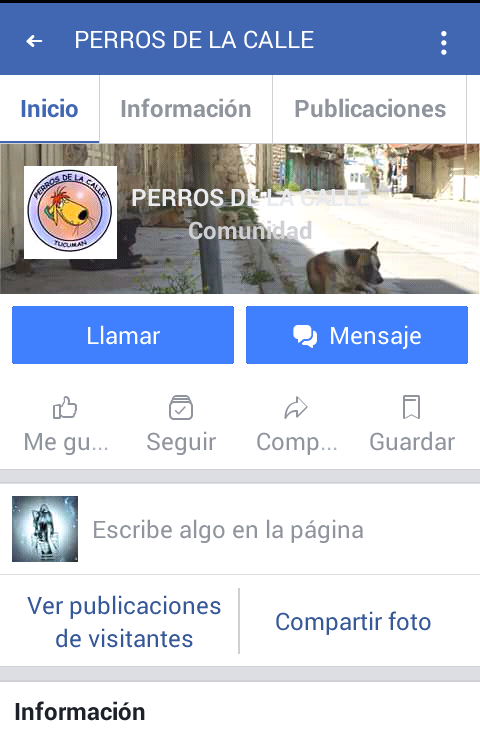 PERROS DE LA CALLE
Inicio Información Publicaciones
PERROS DE LA CALLE
TUCUMAN
PERROS DE LA CALLE
Comunidad
Llamar Mensaje
Me gu... Seguir Comp... Guardar
Escribe algo en la página
Ver publicaciones
de visitantes
Compartir foto
Información